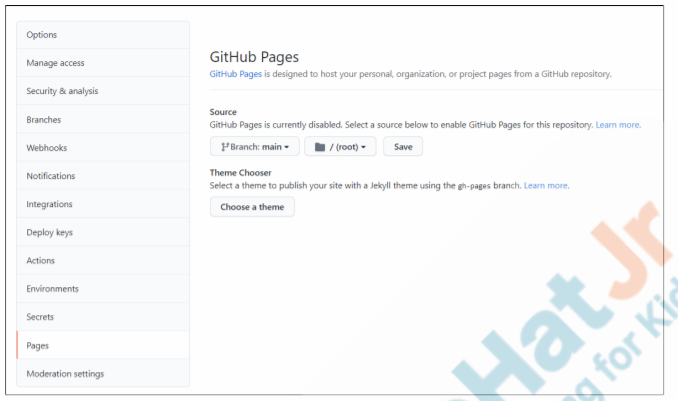 Options
Manage access
Security & analysis
Branches
Webhooks
Notifications
Integrations
Deploy keys
Actions
Environments
Secrets
Pages
Moderation settings
GitHub Pages
GitHub Pages is designed to host your personal, organization, or project pages from a GitHub repository.
Source
GitHub Pages is currently disabled. Select a source below to enable GitHub Pages for this repository. Learn more.
Branch: main
/ (root)
Save
Theme Chooser
Select a theme to publish your site with a Jekyll theme using the gh-pages branch. Learn more.
Choose a theme
Hat Jr
for Kid